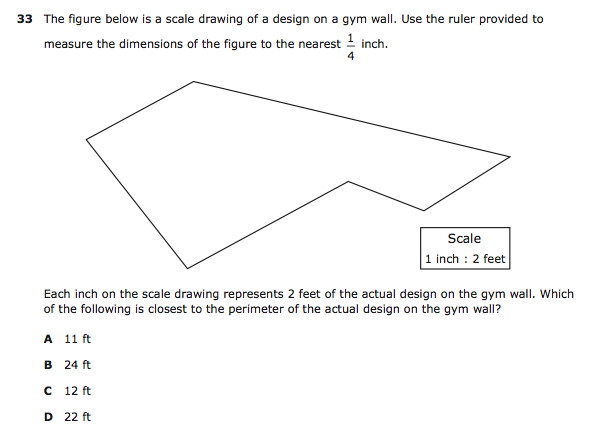 33 The figure below is a scale drawing of a design on a gym wall. Use the ruler provided to
measure the dimensions of the figure to the nearest 1/4 inch.
Scale
1 inch : 2 feet
Each inch on the scale drawing represents 2 feet of the actual design on the gym wall. Which
of the following is closest to the perimeter of the actual design on the gym wall?
A 11 ft
B 24 ft
C 12 ft
D 22 ft